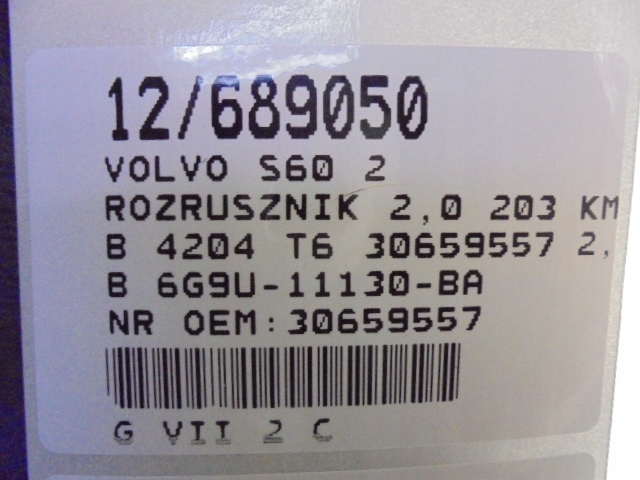 12/689050
VOLVO S60 2
ROZRUSZNIK 2,0 203 KM
B 4204 T6 30659557 2,
B 6G9U-11130-BA
NR OEM:30659557
G VII 2 C